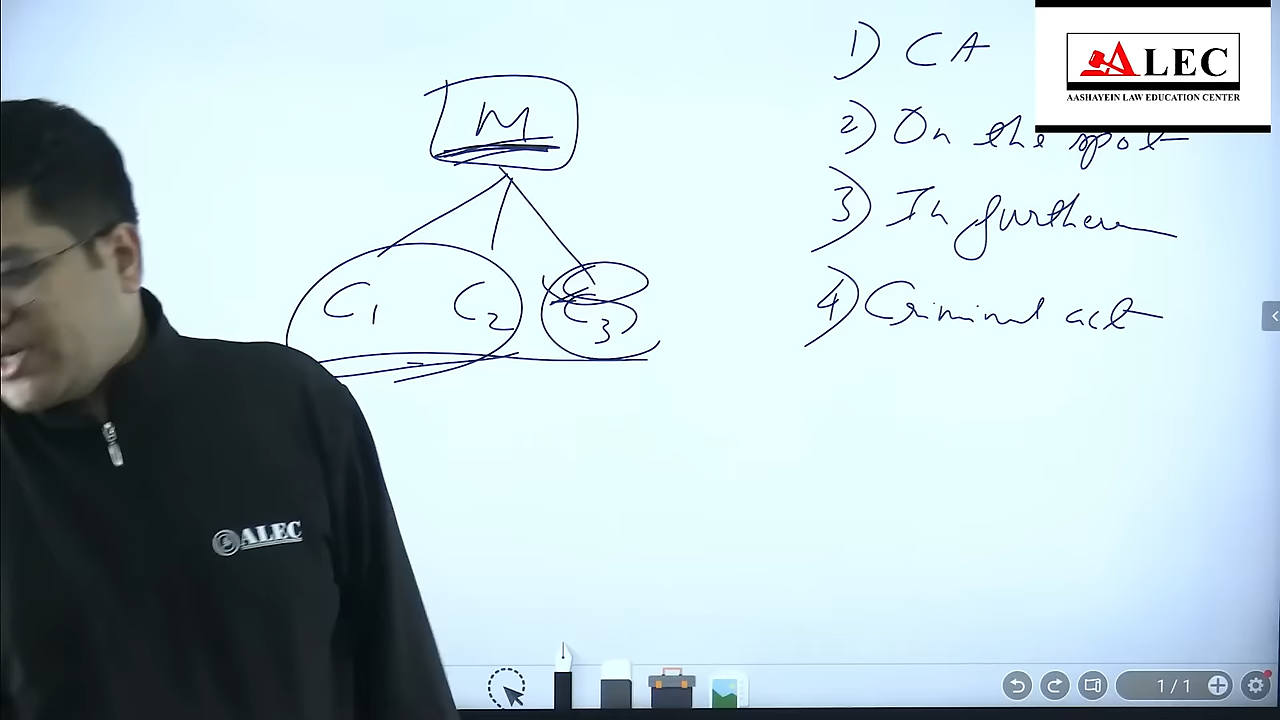 1) CA
2) On the spot
3) In further
4) Criminal act
M
C1 C2 C3
ALEC
AASHAYEIN LAW EDUCATION CENTER
ALEC
1/1